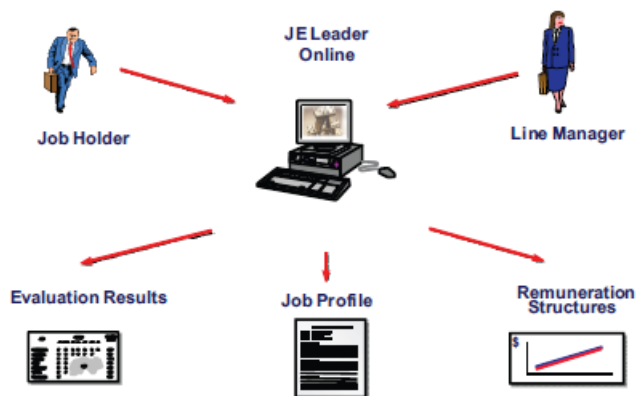 JE Leader
Online
Job Holder
Line Manager
Evaluation Results
Job Profile
Remuneration
Structures
$